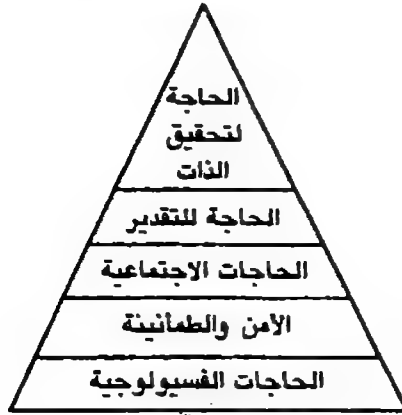 الحاجة
لتحقيق
الذات
الحاجة للتقدير
الحاجات الاجتماعية
الأمن والطمأنينة
الحاجات الفسيولوجية